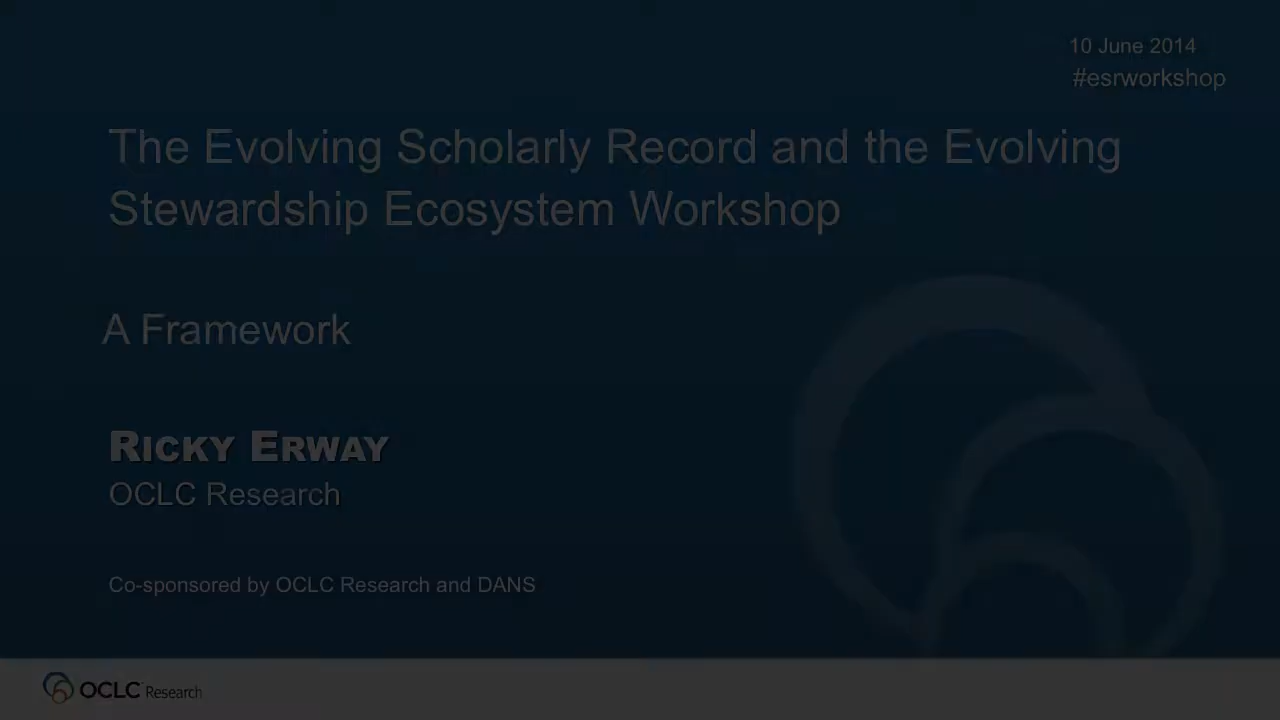 10 June 2014
#esrworkshop
The Evolving Scholarly Record and the Evolving
Stewardship Ecosystem Workshop
A Framework
RICKY ERWAY
OCLC Research
Co-sponsored by OCLC Research and DANS
OCLC Research